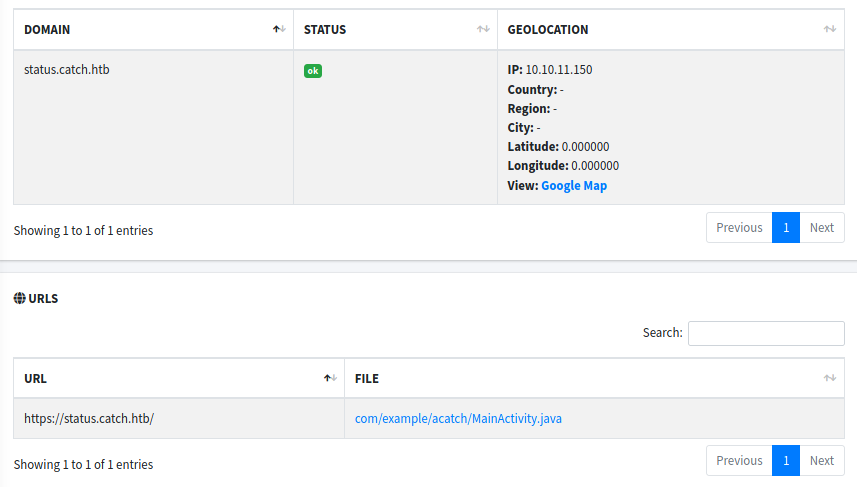 DOMAIN STATUS GEOLOCATION
status.catch.htb ok IP: 10.10.11.150
Country: -
Region: -
City: -
Latitude: 0.000000
Longitude: 0.000000
View: Google Map
Showing 1 to 1 of 1 entries Previous 1 Next
URLS
Search:
URL FILE
https://status.catch.htb/ com/example/acatch/MainActivity.java
Showing 1 to 1 of 1 entries Previous 1 Next